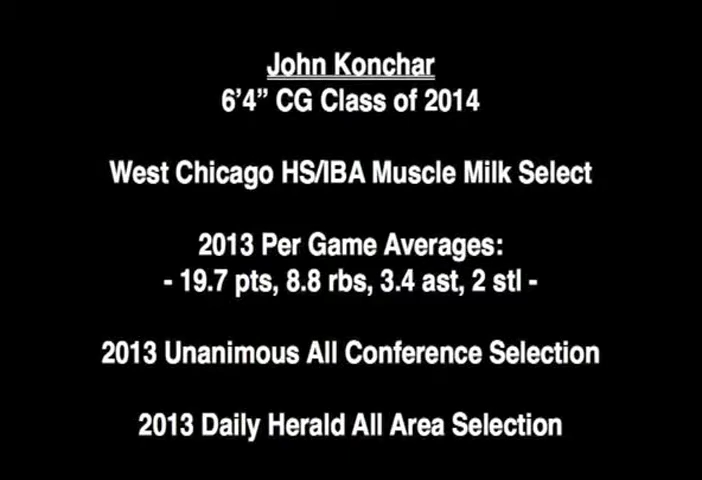 John Konchar
6’4” CG Class of 2014
West Chicago HS/IBA Muscle Milk Select
2013 Per Game Averages:
- 19.7 pts, 8.8 rbs, 3.4 ast, 2 stl -
2013 Unanimous All Conference Selection
2013 Daily Herald All Area Selection